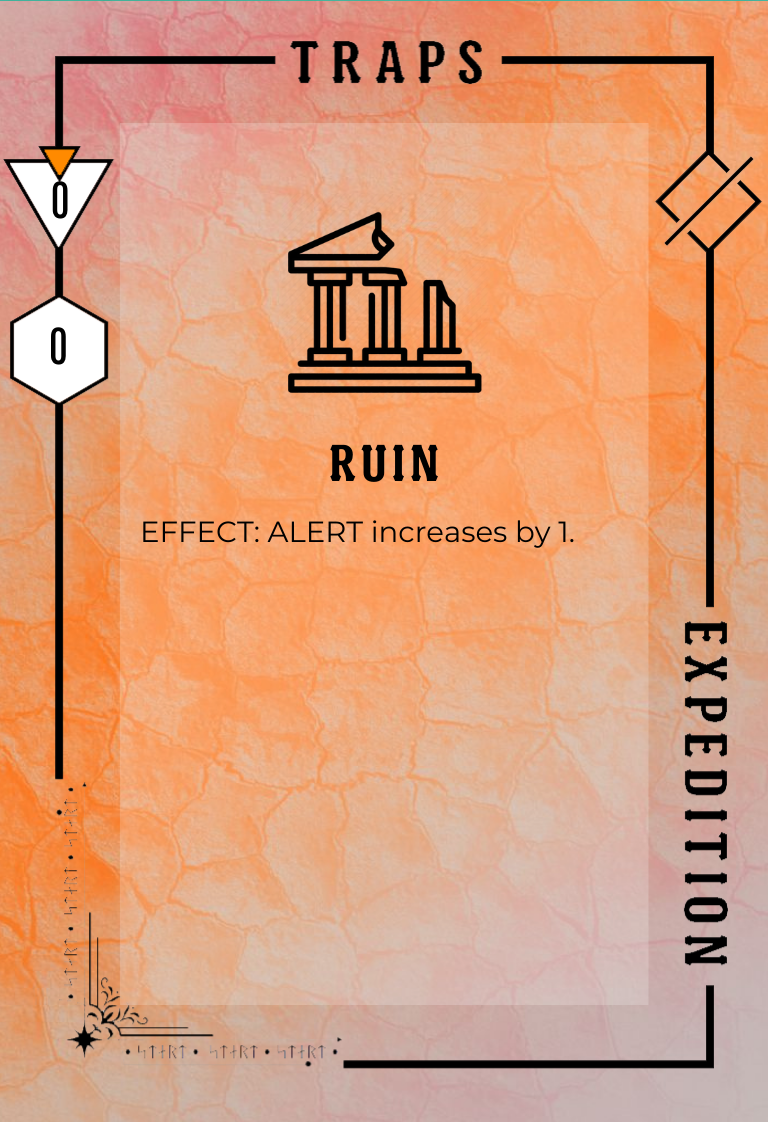 TRAPS
0
0
RUIN
EFFECT: ALERT increases by 1.
EXPEDITION